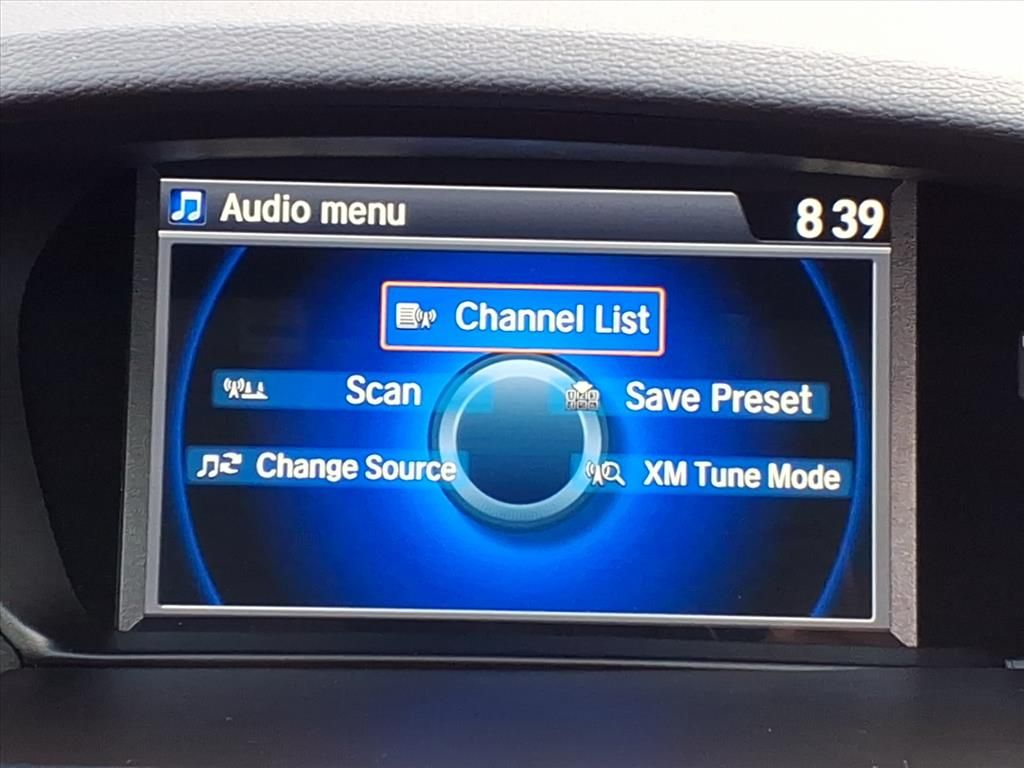 Audio menu
8 39
Channel List
Scan
Save Preset
Change Source
XM Tune Mode